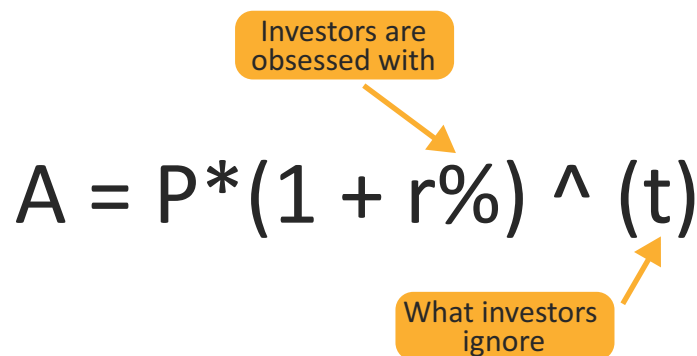 Investors are
obsessed with
A = P*(1 + r%) ^ (t)
What investors
ignore